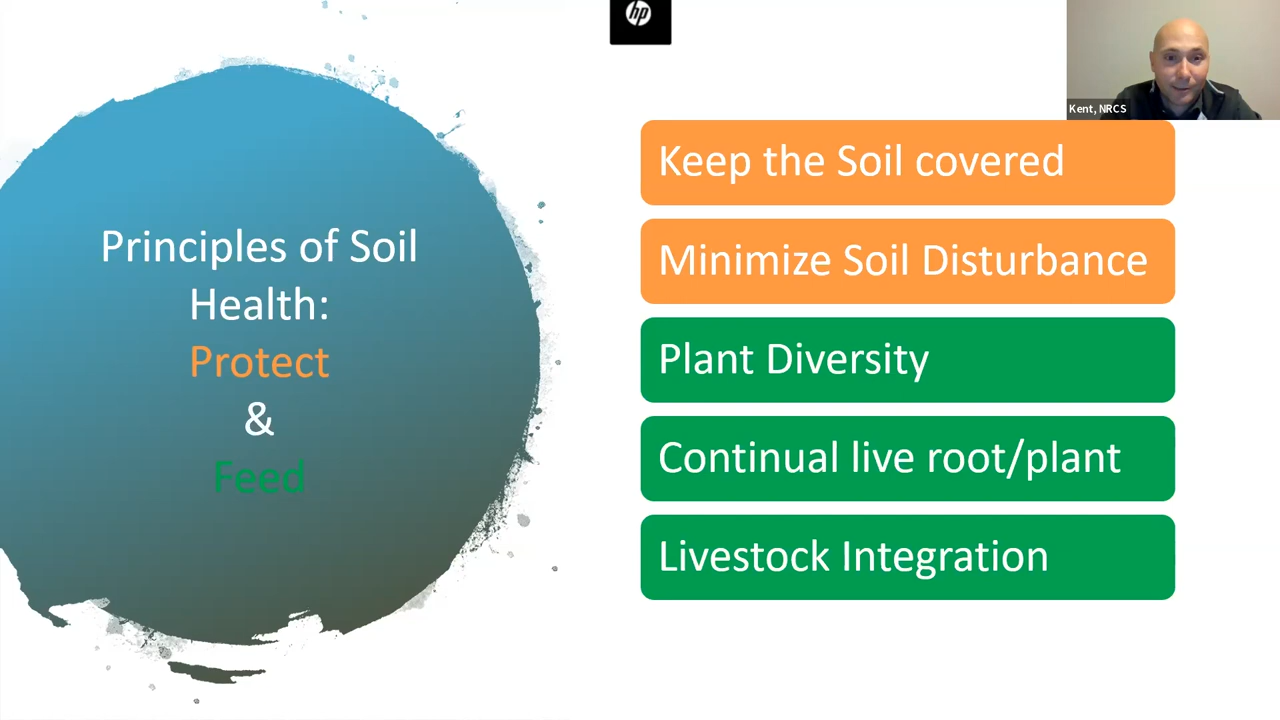 hp
Kent, NRCS
Principles of Soil
Health:
Protect
&
Feed
Keep the Soil covered
Minimize Soil Disturbance
Plant Diversity
Continual live root/plant
Livestock Integration